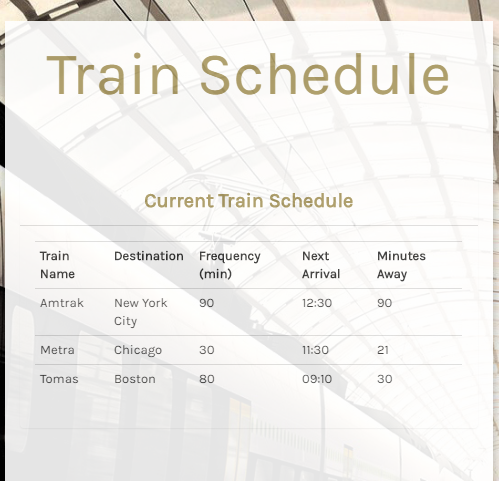 Train Schedule
Current Train Schedule
Train Name Destination Frequency (min) Next Arrival Minutes Away
Amtrak New York City 90 12:30 90
Metra Chicago 30 11:30 21
Tomas Boston 80 09:10 30